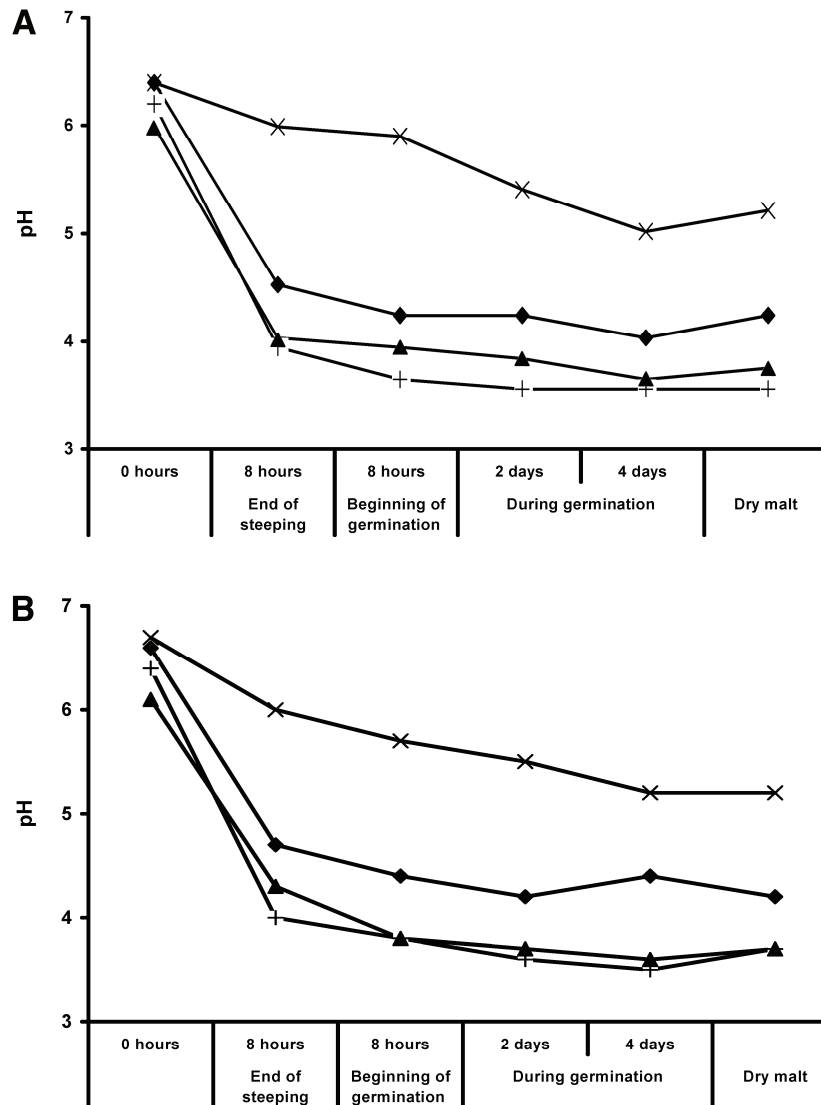 A
7
6
5
4
3
pH
0 hours 8 hours 8 hours 2 days 4 days
End of steeping
Beginning of germination
During germination
Dry malt
B
7
6
5
4
3
pH
0 hours 8 hours 8 hours 2 days 4 days
End of steeping
Beginning of germination
During germination
Dry malt